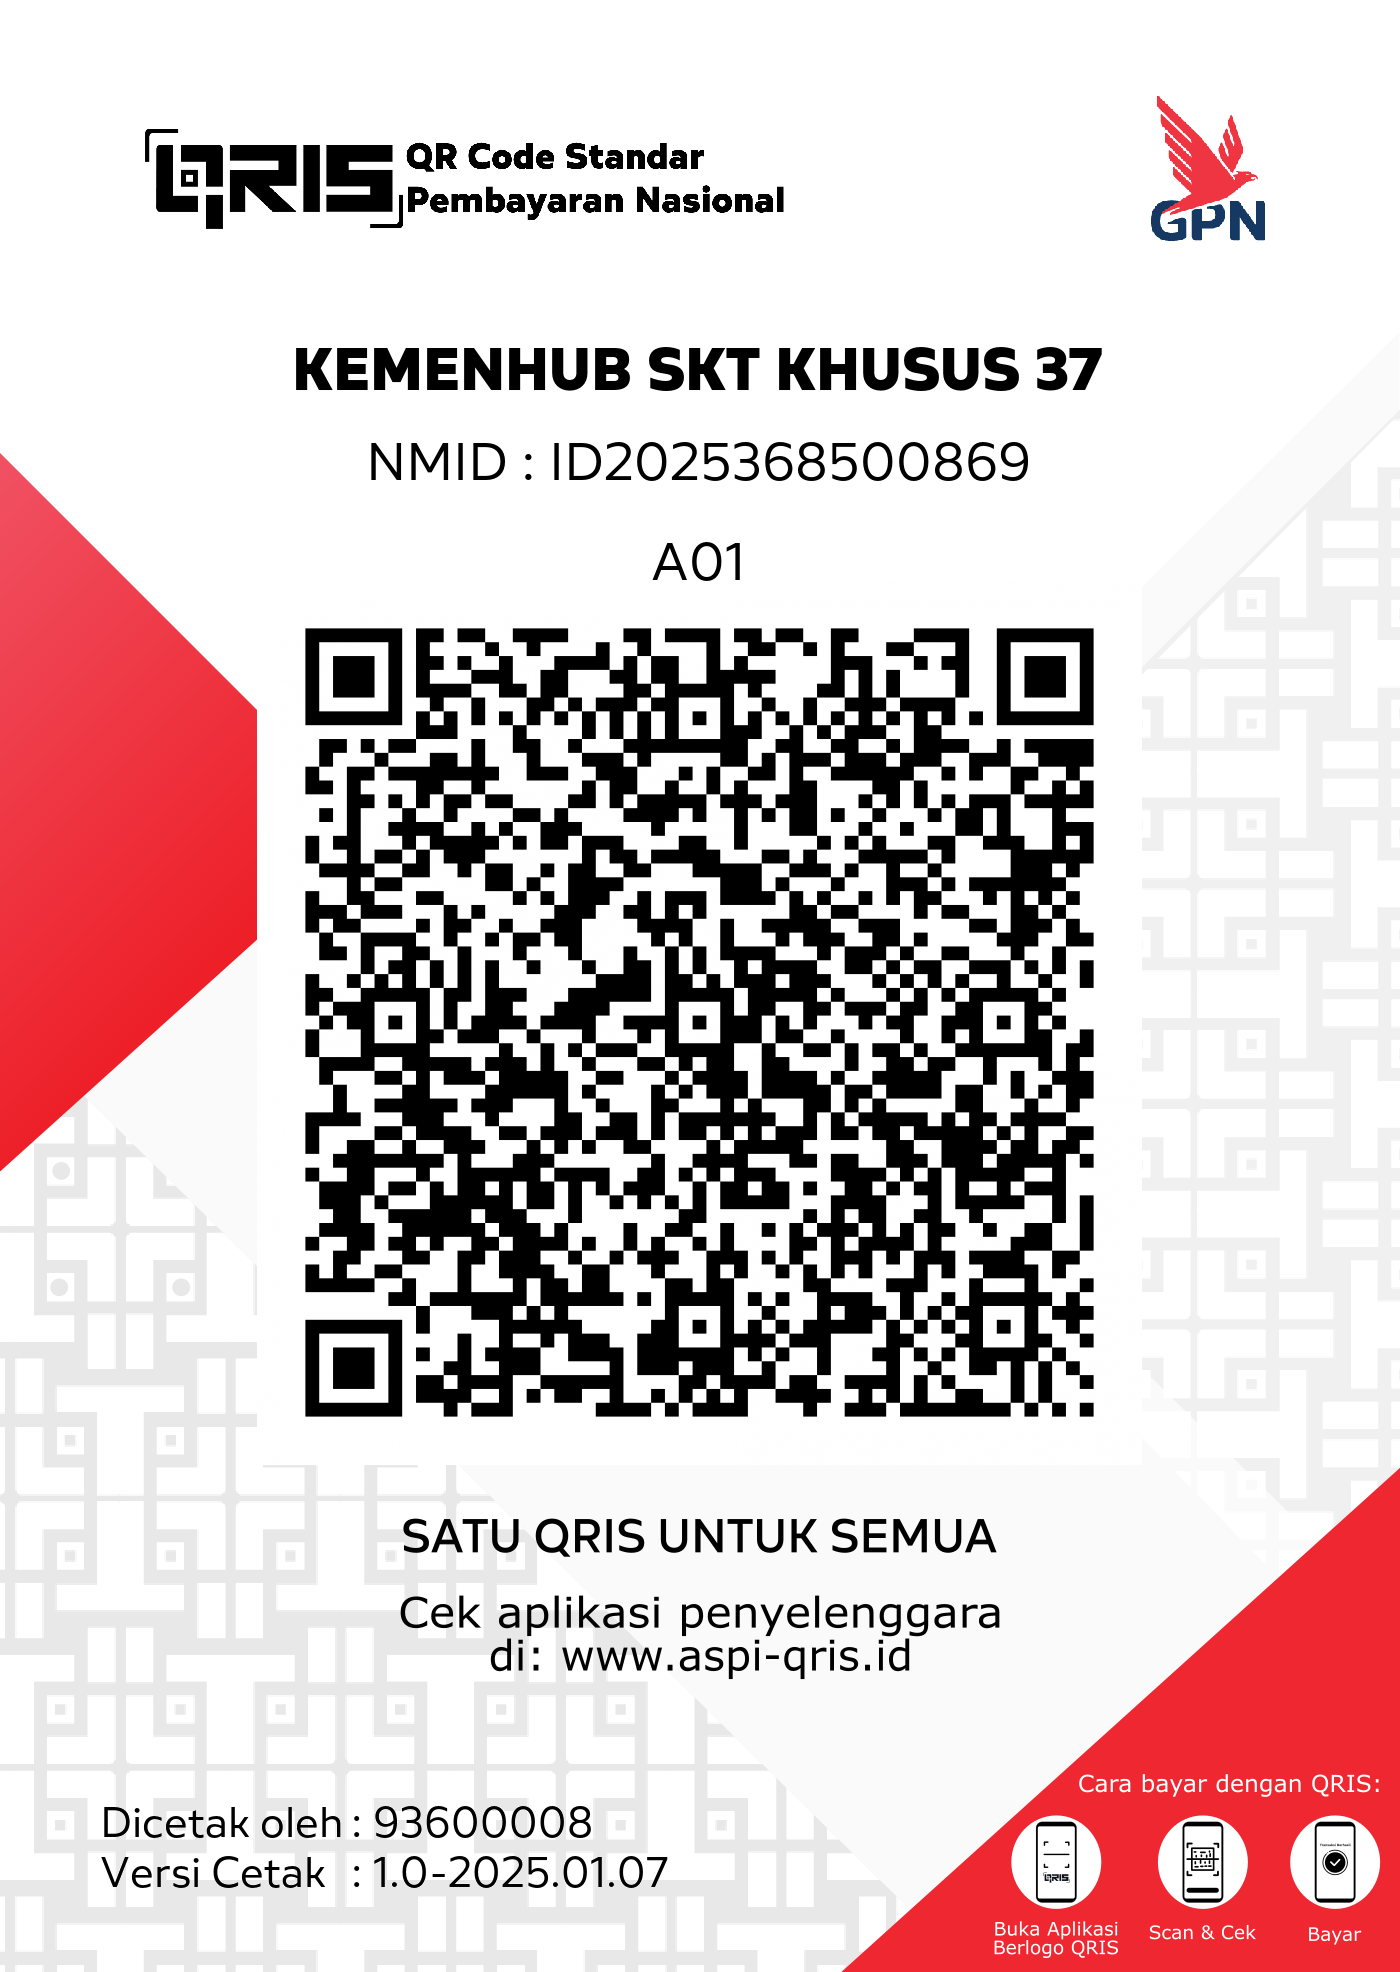 QRIS QR Code Standar
Pembayaran Nasional
GPN
KEMENHUB SKT KHUSUS 37
NMID : ID2025368500869
A01
SATU QRIS UNTUK SEMUA
Cek aplikasi penyelenggara
di: www.aspi-qris.id
Dicetak oleh : 93600008
Versi Cetak : 1.0-2025.01.07
Cara bayar dengan QRIS:
QRIS
Buka Aplikasi
Berlogo QRIS
Scan & Cek
Bayar